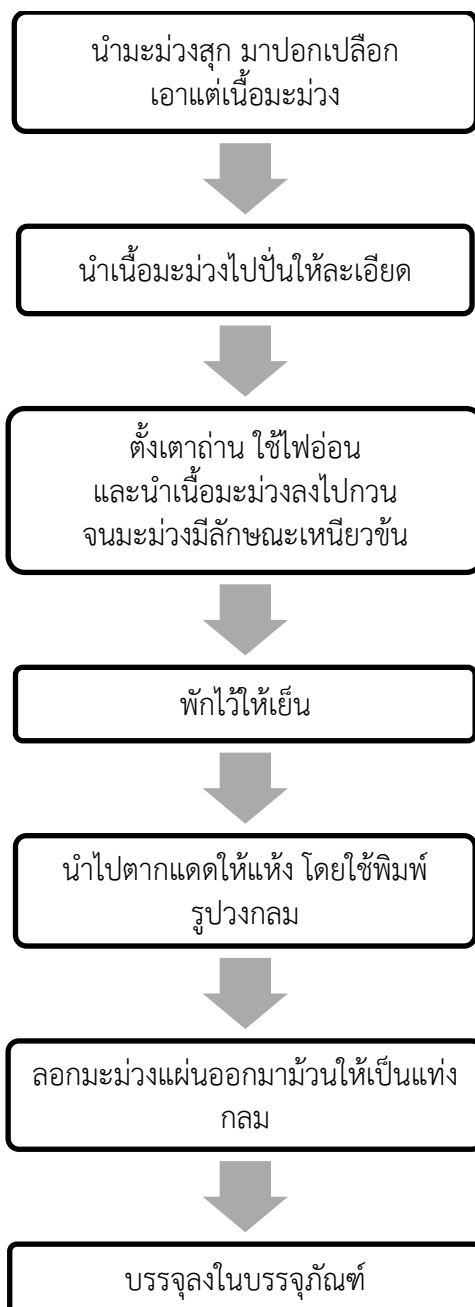 นำมะม่วงสุก มาปอกเปลือก
เอาแต่เนื้อมะม่วง
นำเนื้อมะม่วงไปปั่นให้ละเอียด
ตั้งเตาถ่าน ใช้ไฟอ่อน
และนำเนื้อมะม่วงลงไปกวน
จนมะม่วงมีลักษณะเหนียวข้น
พักไว้ให้เย็น
นำไปตากแดดให้แห้ง โดยใช้พิมพ์
รูปวงกลม
ลอกมะม่วงแผ่นออกมาม้วนให้เป็นแท่ง
กลม
บรรจุลงในบรรจุภัณฑ์